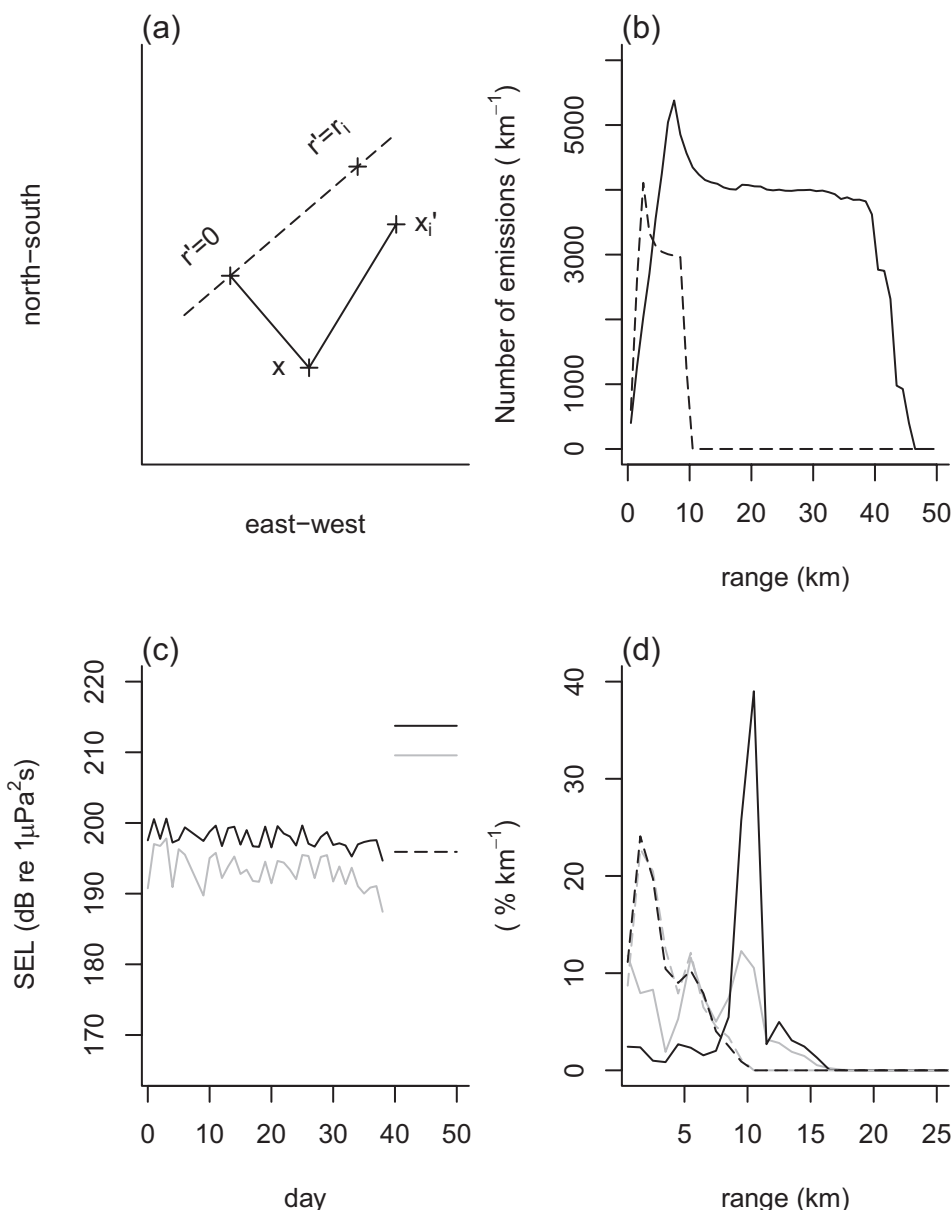 (a)
r'=0
r'=rᵢ
xᵢ'
x
north−south
east−west
(b)
Number of emissions ( km⁻¹)
0
1000
3000
5000
0
10
20
30
40
50
range (km)
(c)
SEL (dB re 1μPa²s)
170
180
190
200
210
220
0
10
20
30
40
50
day
(d)
( % km⁻¹)
0
10
20
30
40
5
10
15
20
25
range (km)